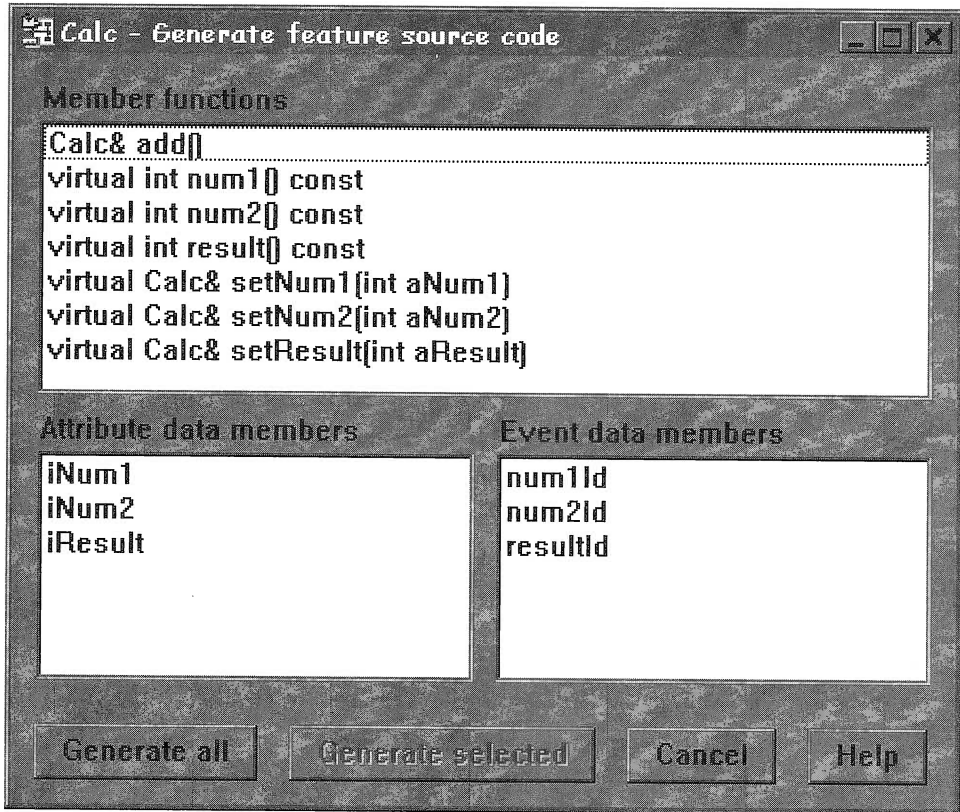 Calc - Generate feature source code
Member functions
Calc& add()
virtual int num1() const
virtual int num2() const
virtual int result() const
virtual Calc& setNum1(int aNum1)
virtual Calc& setNum2(int aNum2)
virtual Calc& setResult(int aResult)
Attribute data members
iNum1
iNum2
iResult
Event data members
num1Id
num2Id
resultId
Generate all
Generate selected
Cancel
Help